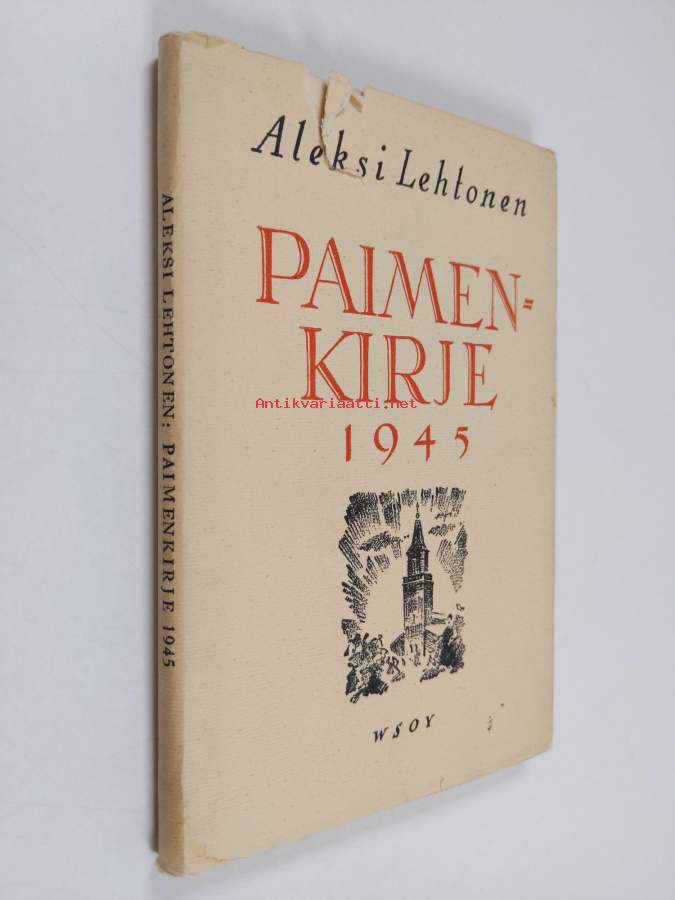 Aleksi Lehtonen
PAIMEN=
KIRJE
Antikvariaatti.net
1945
WSOY
ALEKSI LEHTONEN: PAIMENKIRJE 1945